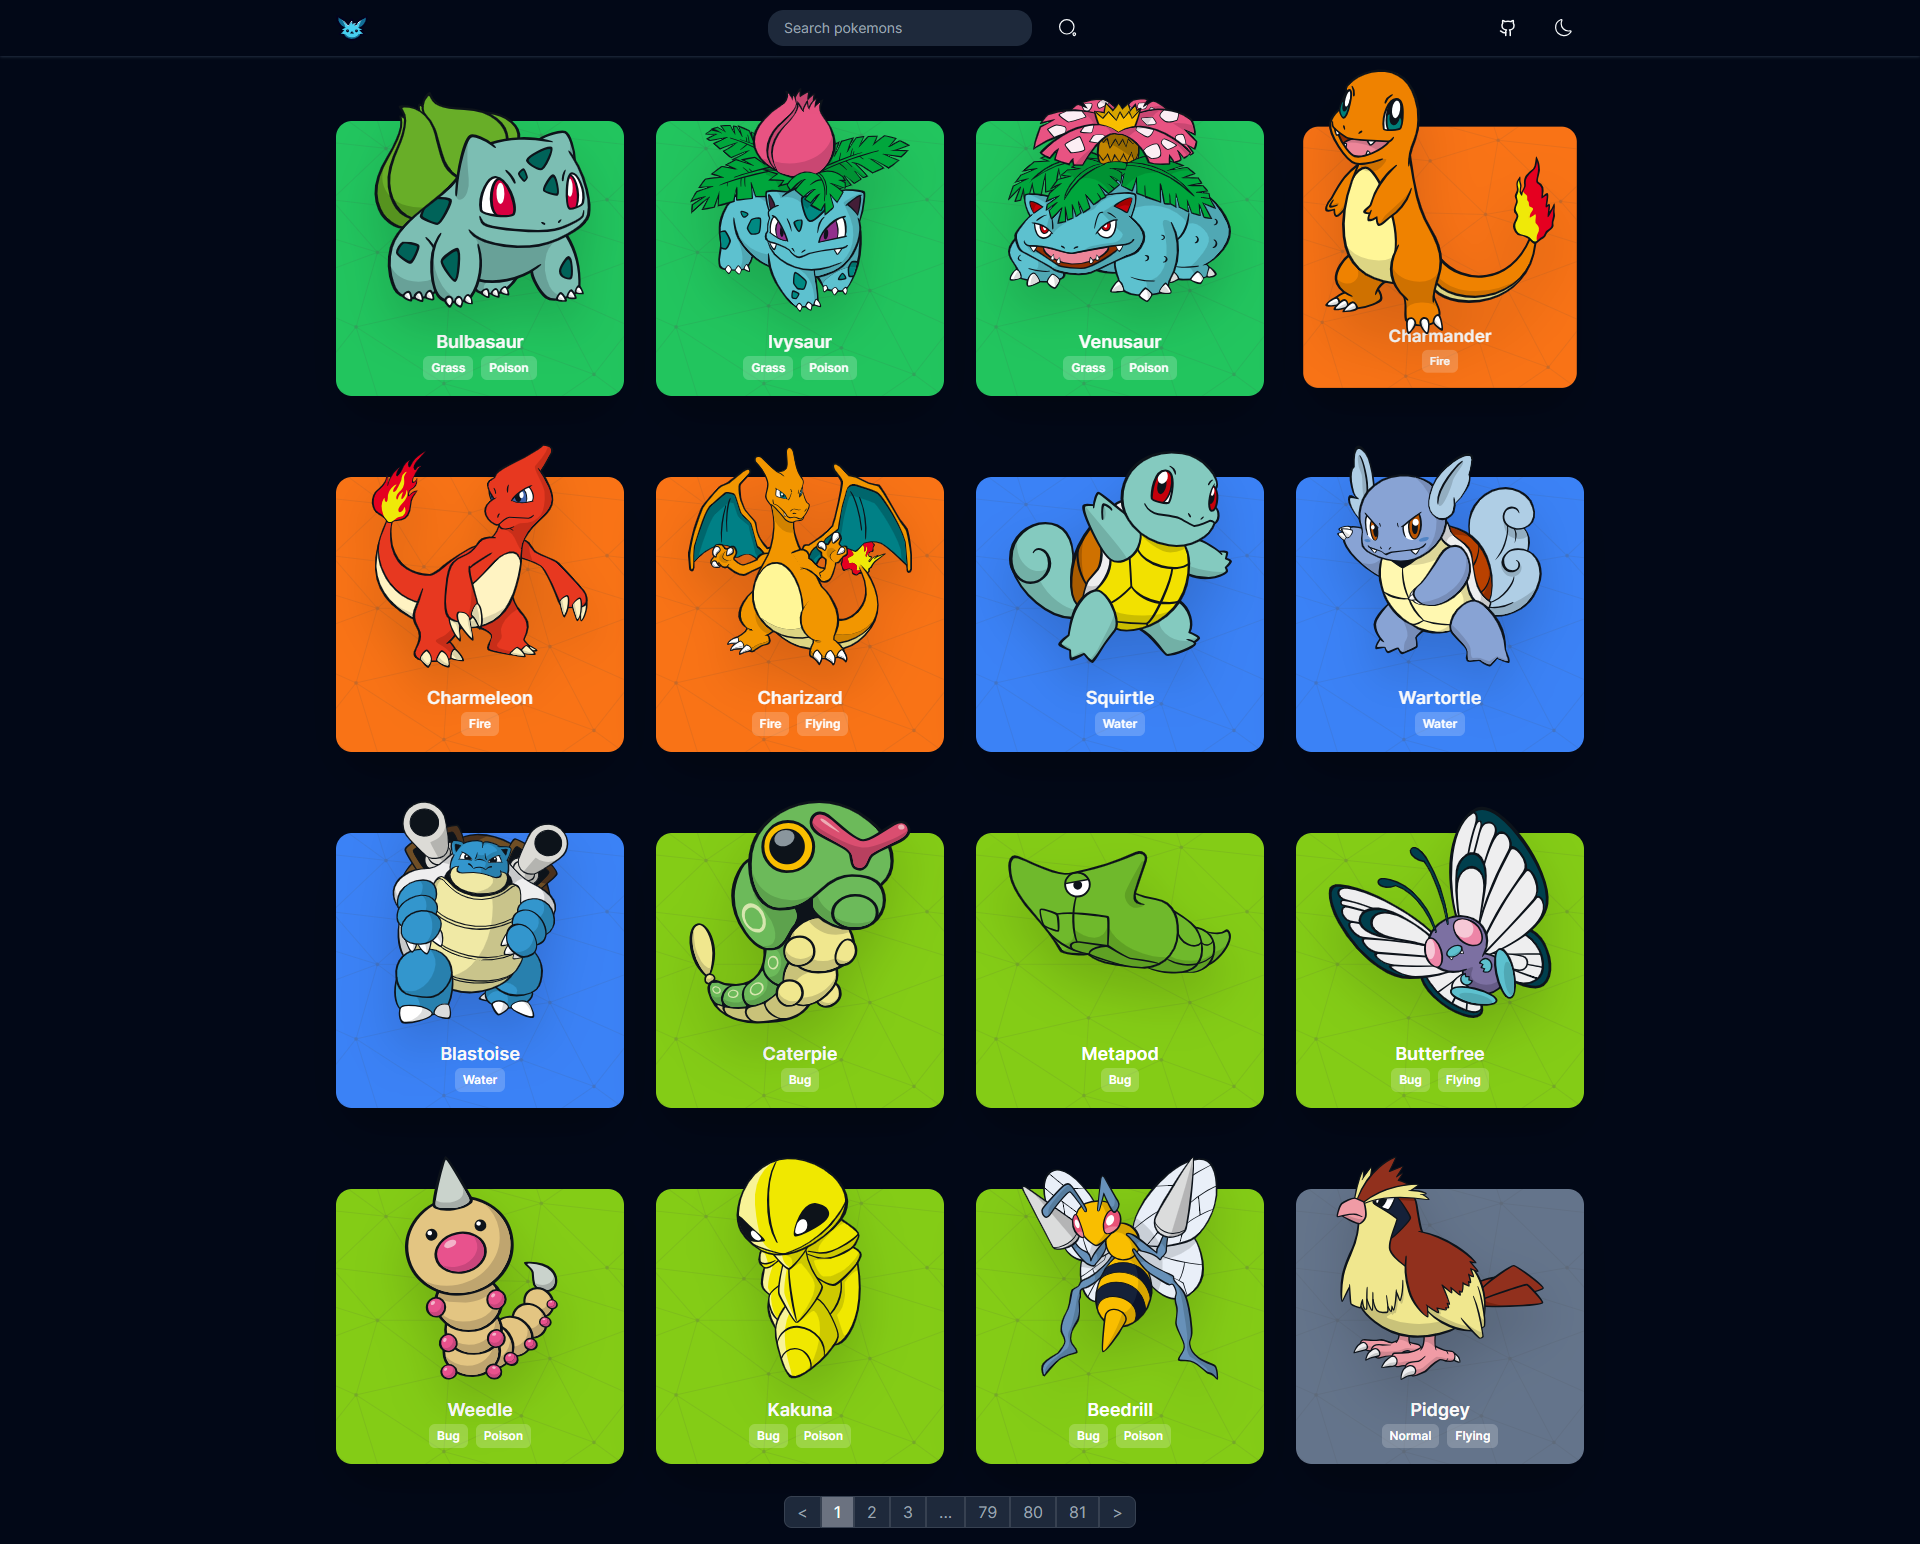 Search pokemons
Bulbasaur
Grass Poison
Ivysaur
Grass Poison
Venusaur
Grass Poison
Charmander
Fire
Charmeleon
Fire
Charizard
Fire Flying
Squirtle
Water
Wartortle
Water
Blastoise
Water
Caterpie
Bug
Metapod
Bug
Butterfree
Bug Flying
Weedle
Bug Poison
Kakuna
Bug Poison
Beedrill
Bug Poison
Pidgey
Normal Flying
< 1 2 3 ... 79 80 81 >